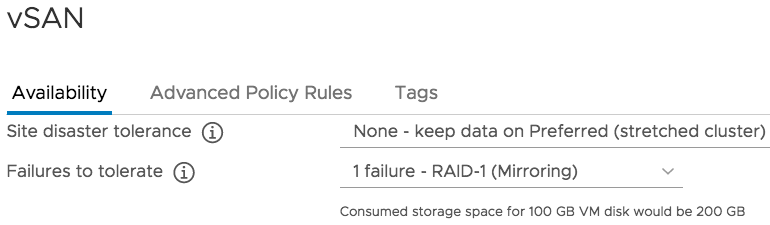 vSAN
Availability Advanced Policy Rules Tags
Site disaster tolerance None - keep data on Preferred (stretched cluster)
Failures to tolerate 1 failure - RAID-1 (Mirroring)
Consumed storage space for 100 GB VM disk would be 200 GB